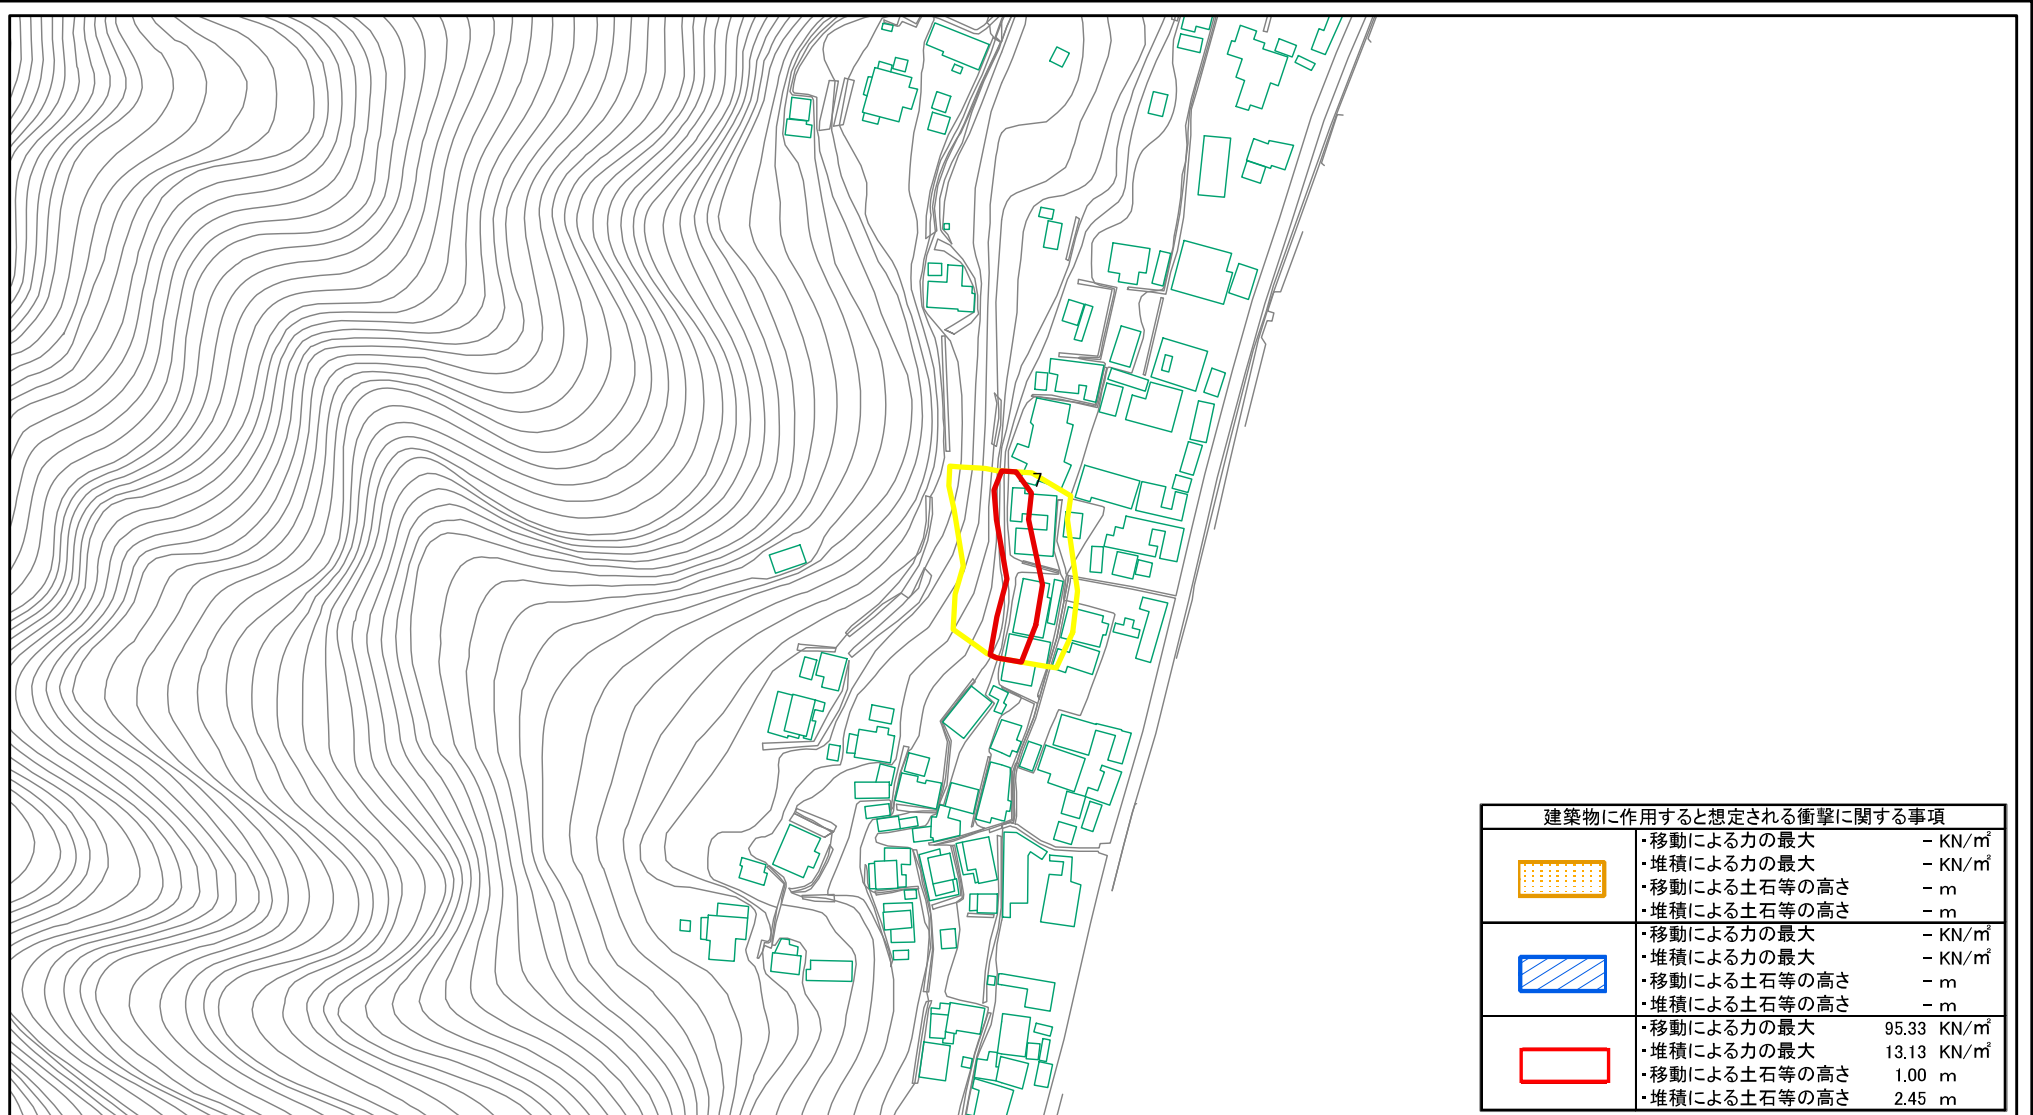 7
建築物に作用すると想定される衝撃に関する事項
・移動による力の最大 － KN/㎡
・堆積による力の最大 － KN/㎡
・移動による土石等の高さ － m
・堆積による土石等の高さ － m
・移動による力の最大 － KN/㎡
・堆積による力の最大 － KN/㎡
・移動による土石等の高さ － m
・堆積による土石等の高さ － m
・移動による力の最大 95.33 KN/㎡
・堆積による力の最大 13.13 KN/㎡
・移動による土石等の高さ 1.00 m
・堆積による土石等の高さ 2.45 m